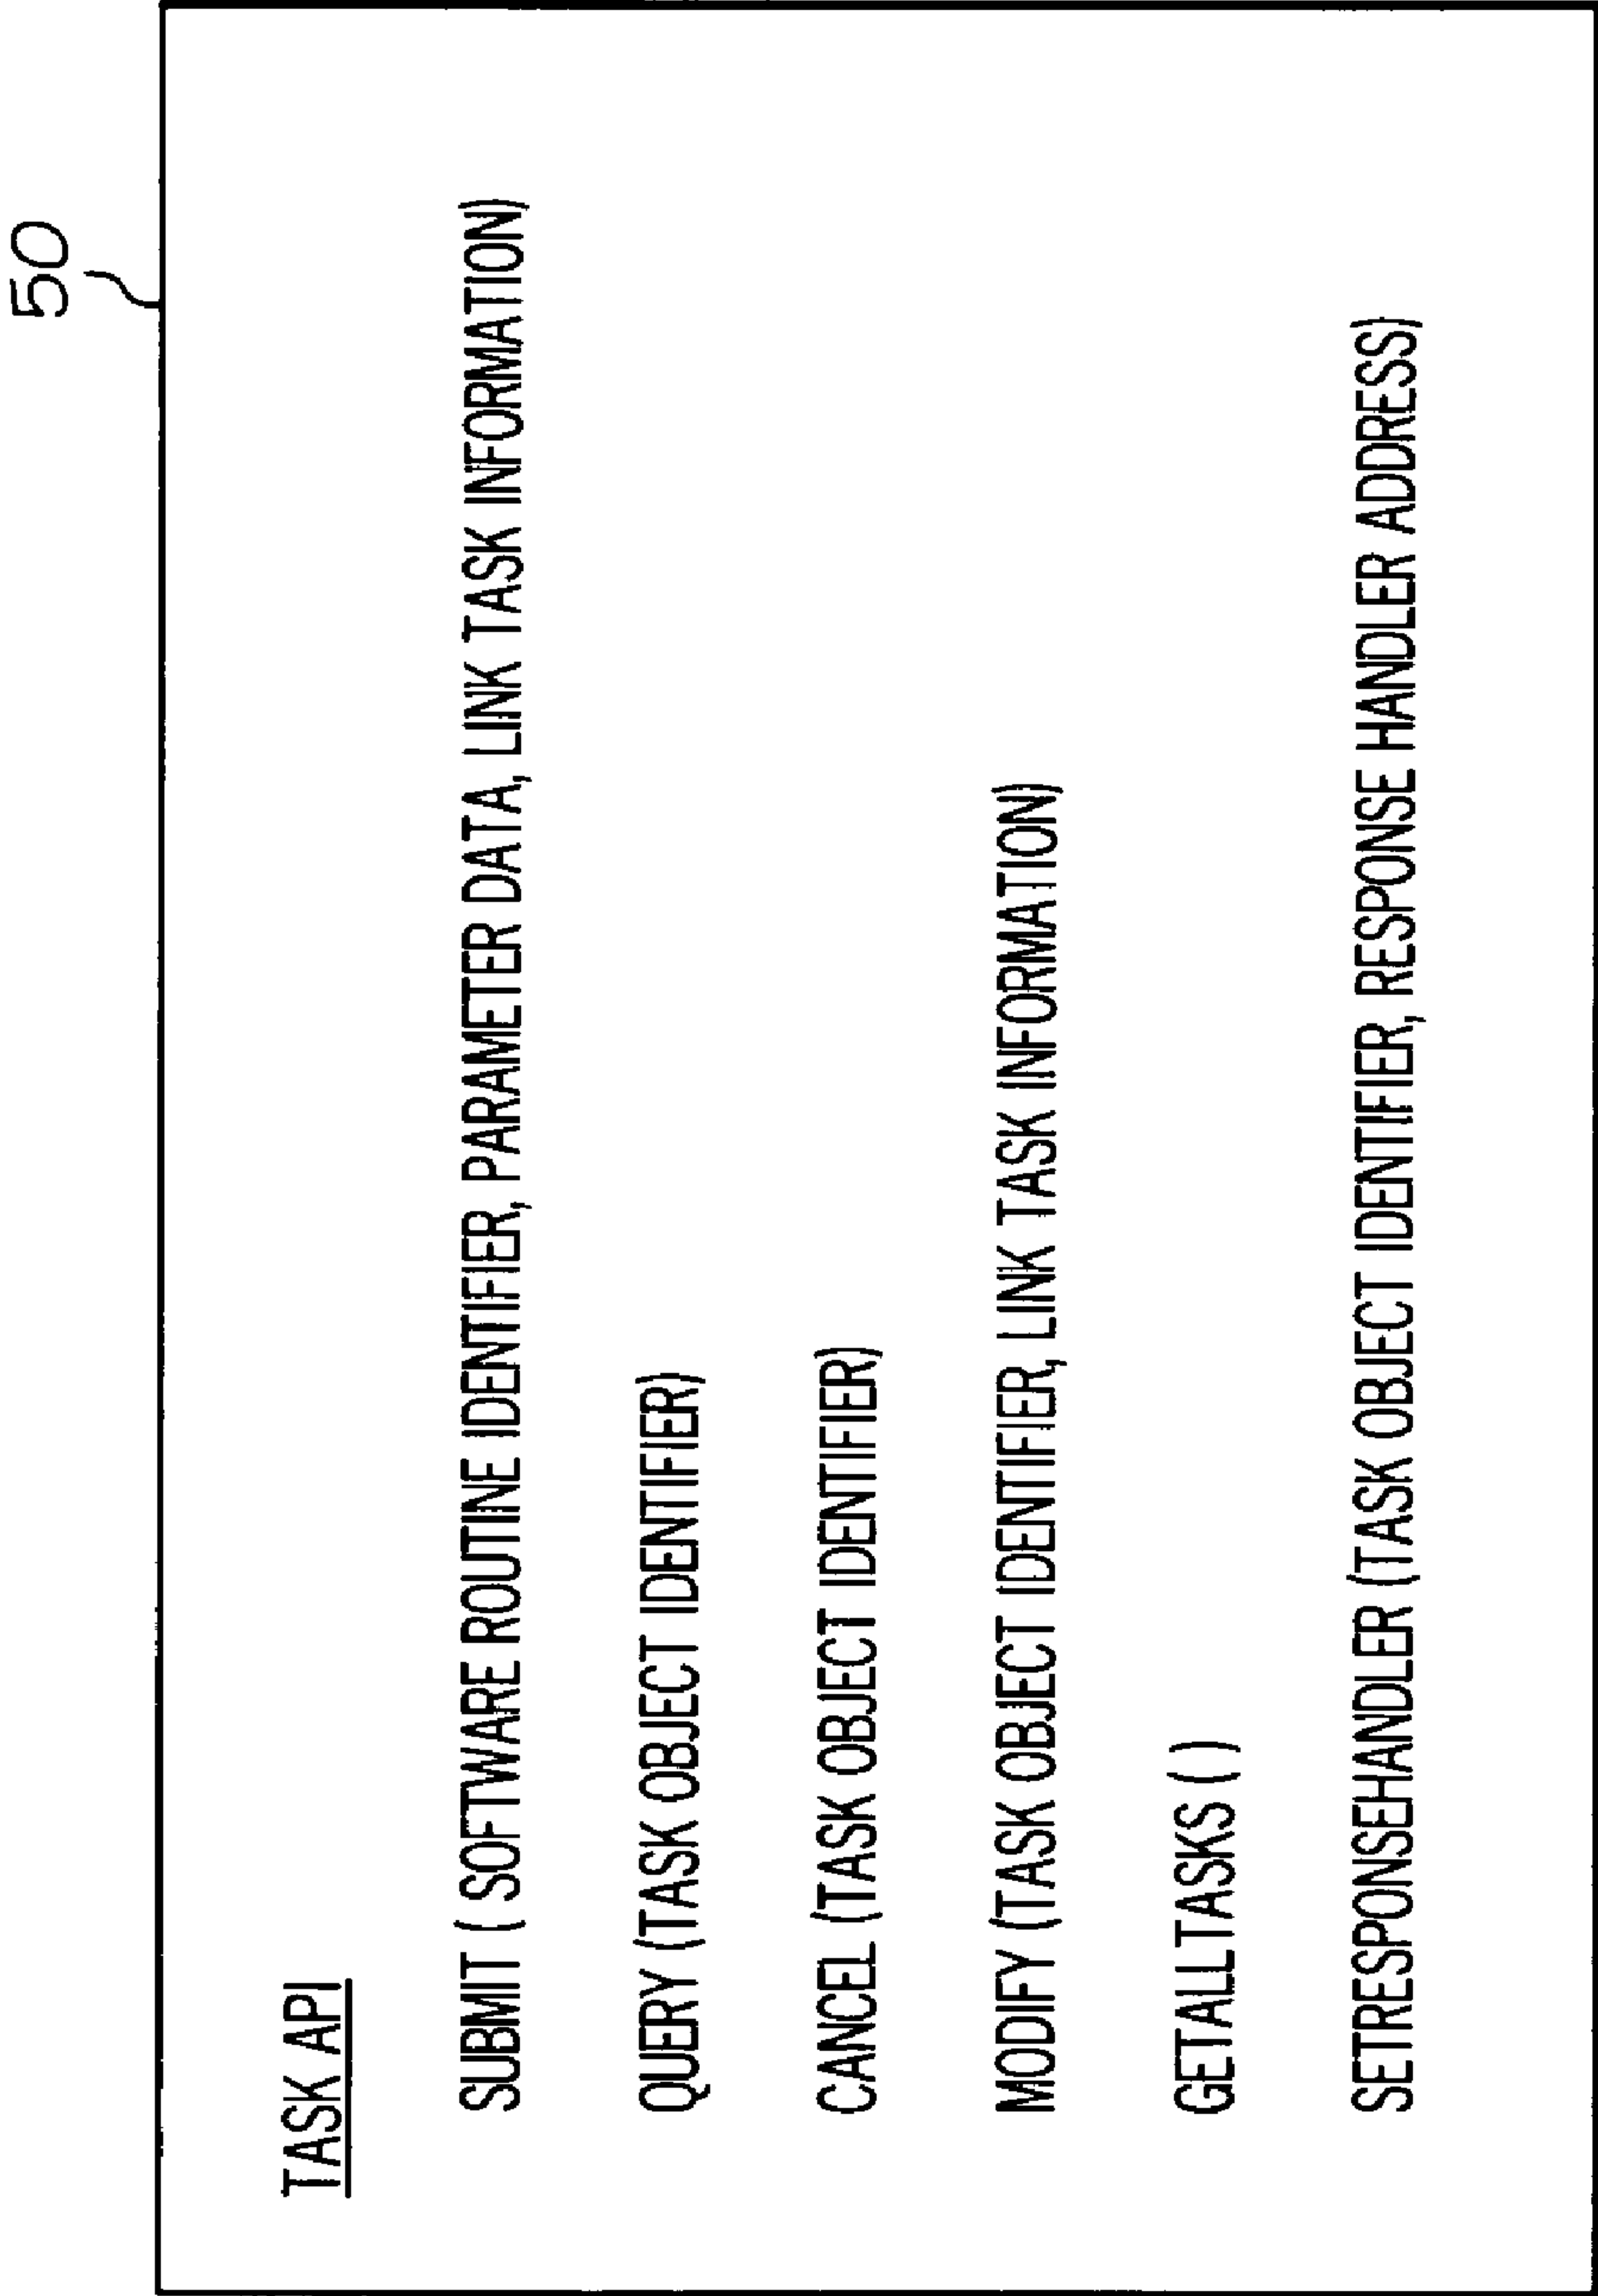 50
TASK API
SUBMIT ( SOFTWARE ROUTINE IDENTIFIER, PARAMETER DATA, LINK TASK INFORMATION)
QUERY (TASK OBJECT IDENTIFIER)
CANCEL (TASK OBJECT IDENTIFIER)
MODIFY (TASK OBJECT IDENTIFIER, LINK TASK INFORMATION)
GETALLTASKS ( )
SETRESPONSEHANDLER (TASK OBJECT IDENTIFIER, RESPONSE HANDLER ADDRESS)